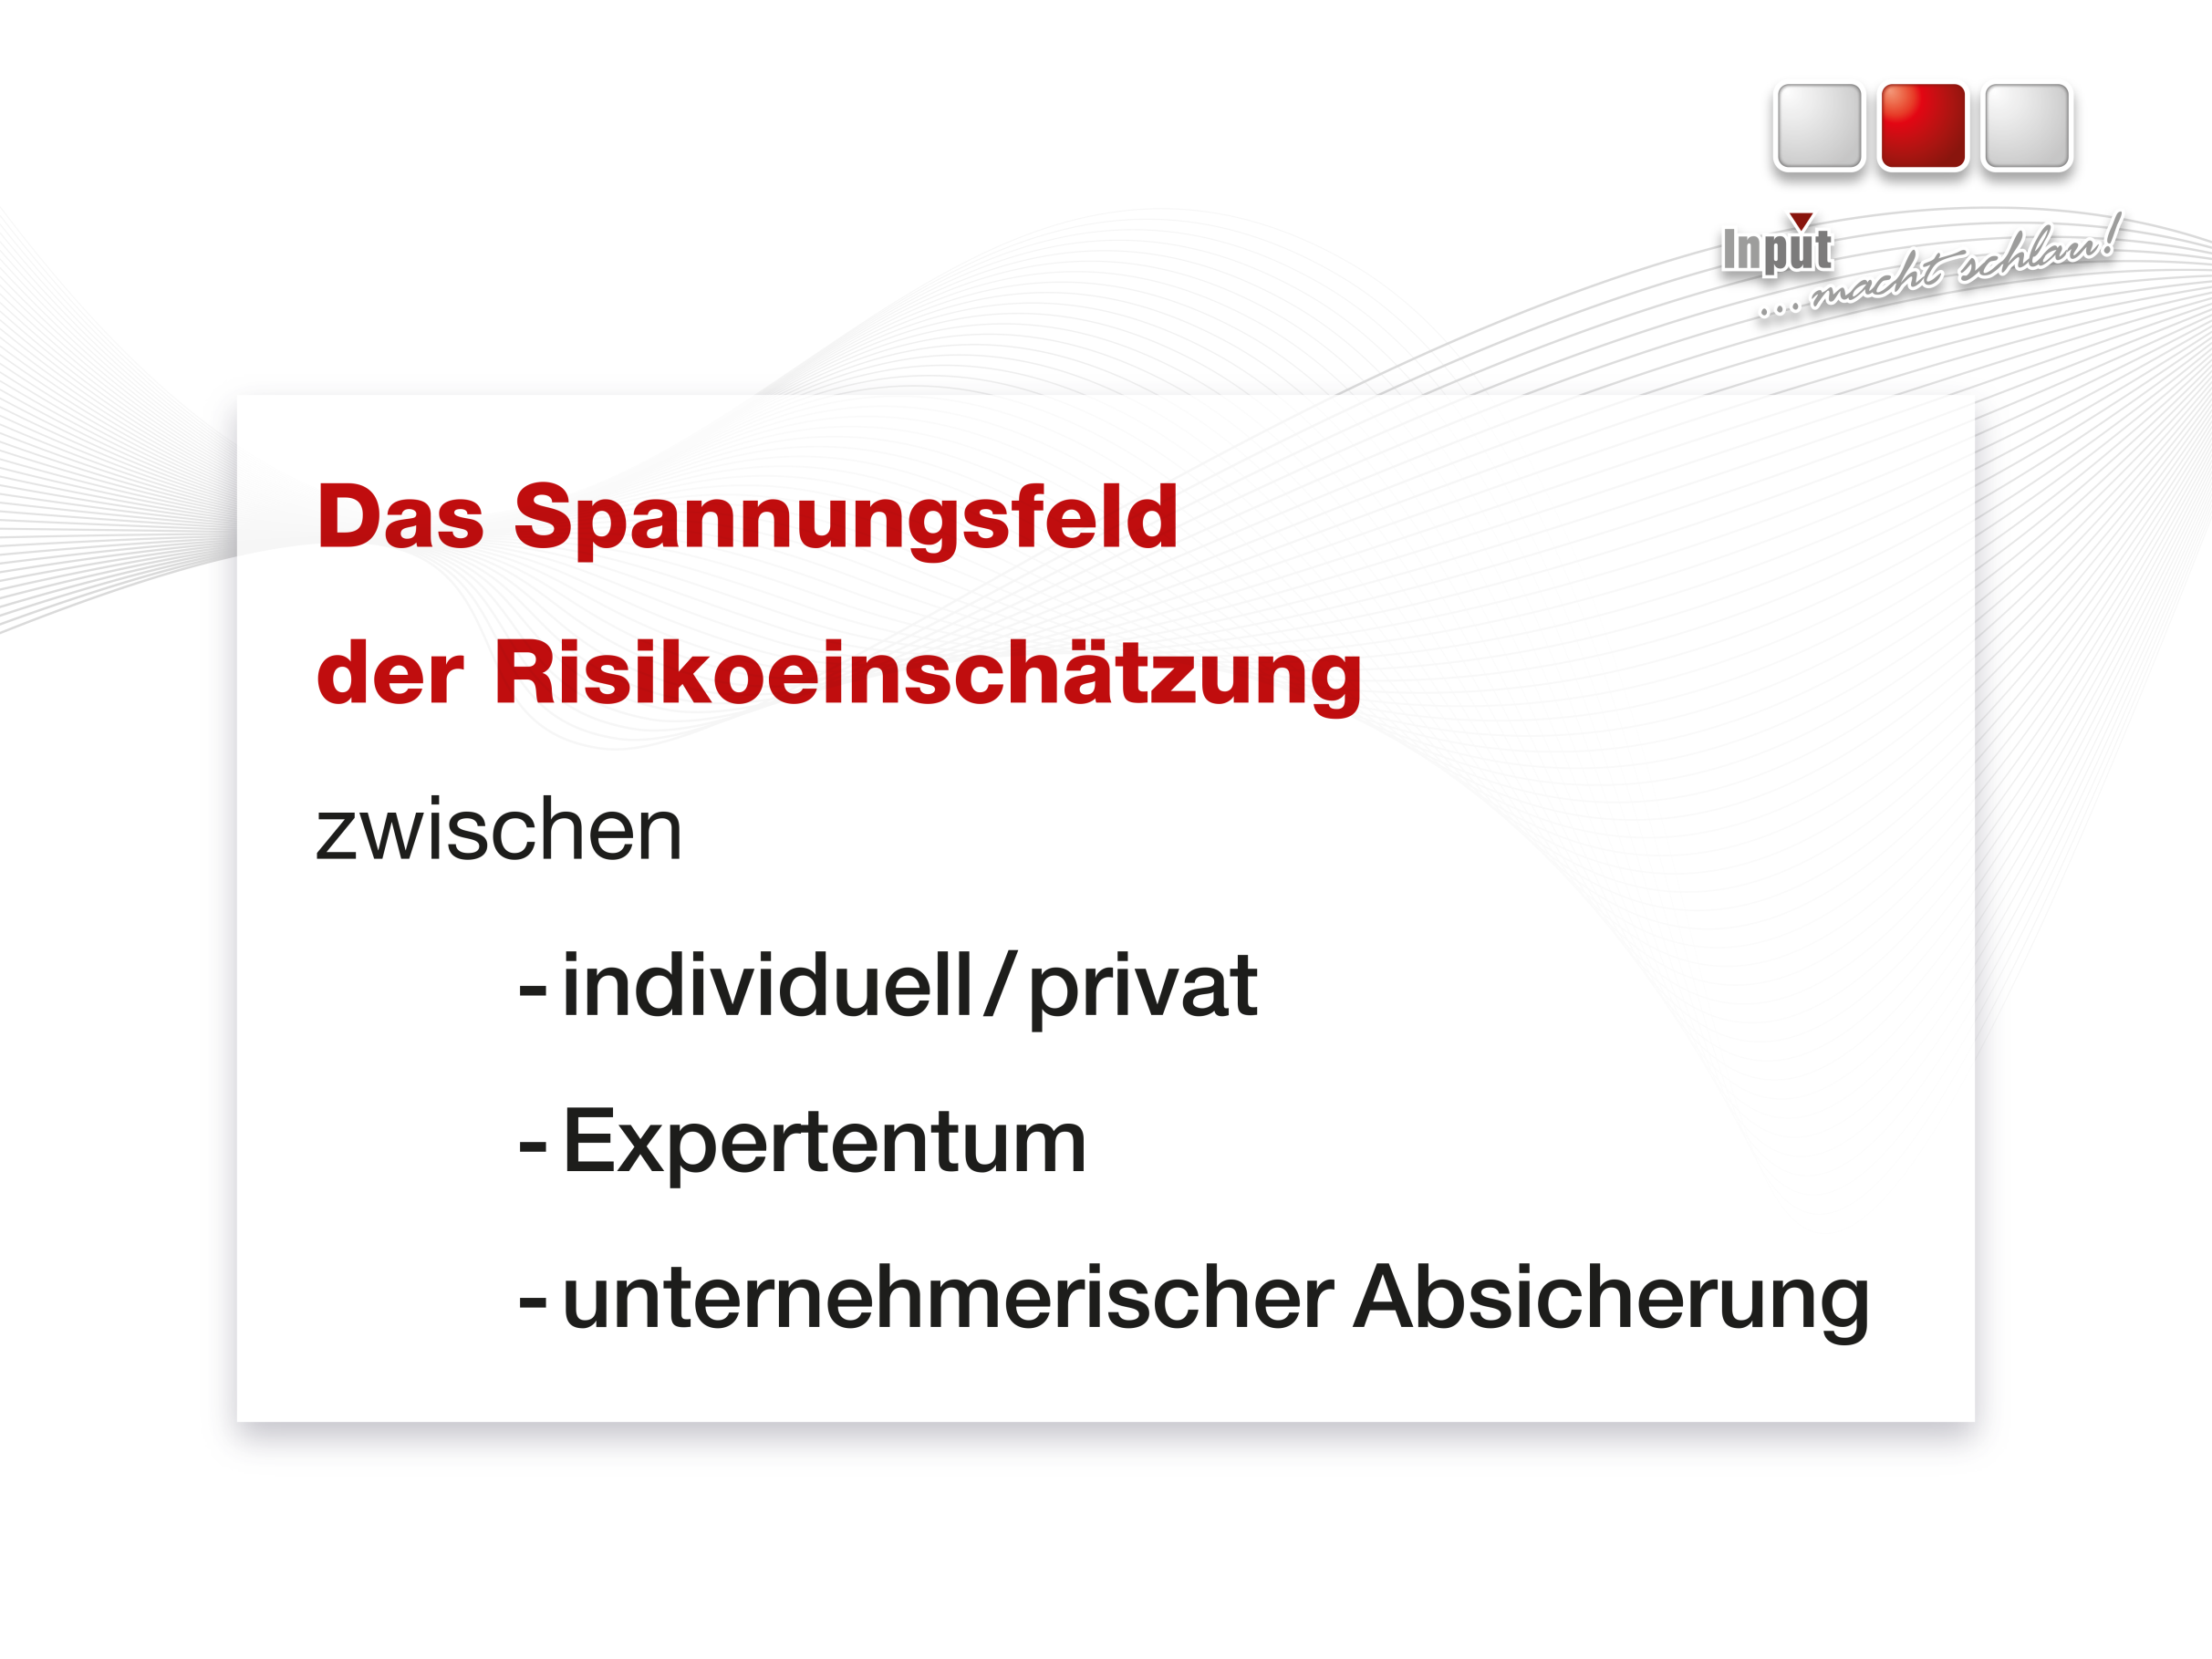 Input
... macht schlau!
Das Spannungsfeld
der Risikoeinschätzung
zwischen
- individuell / privat
- Expertentum
- unternehmerischer Absicherung